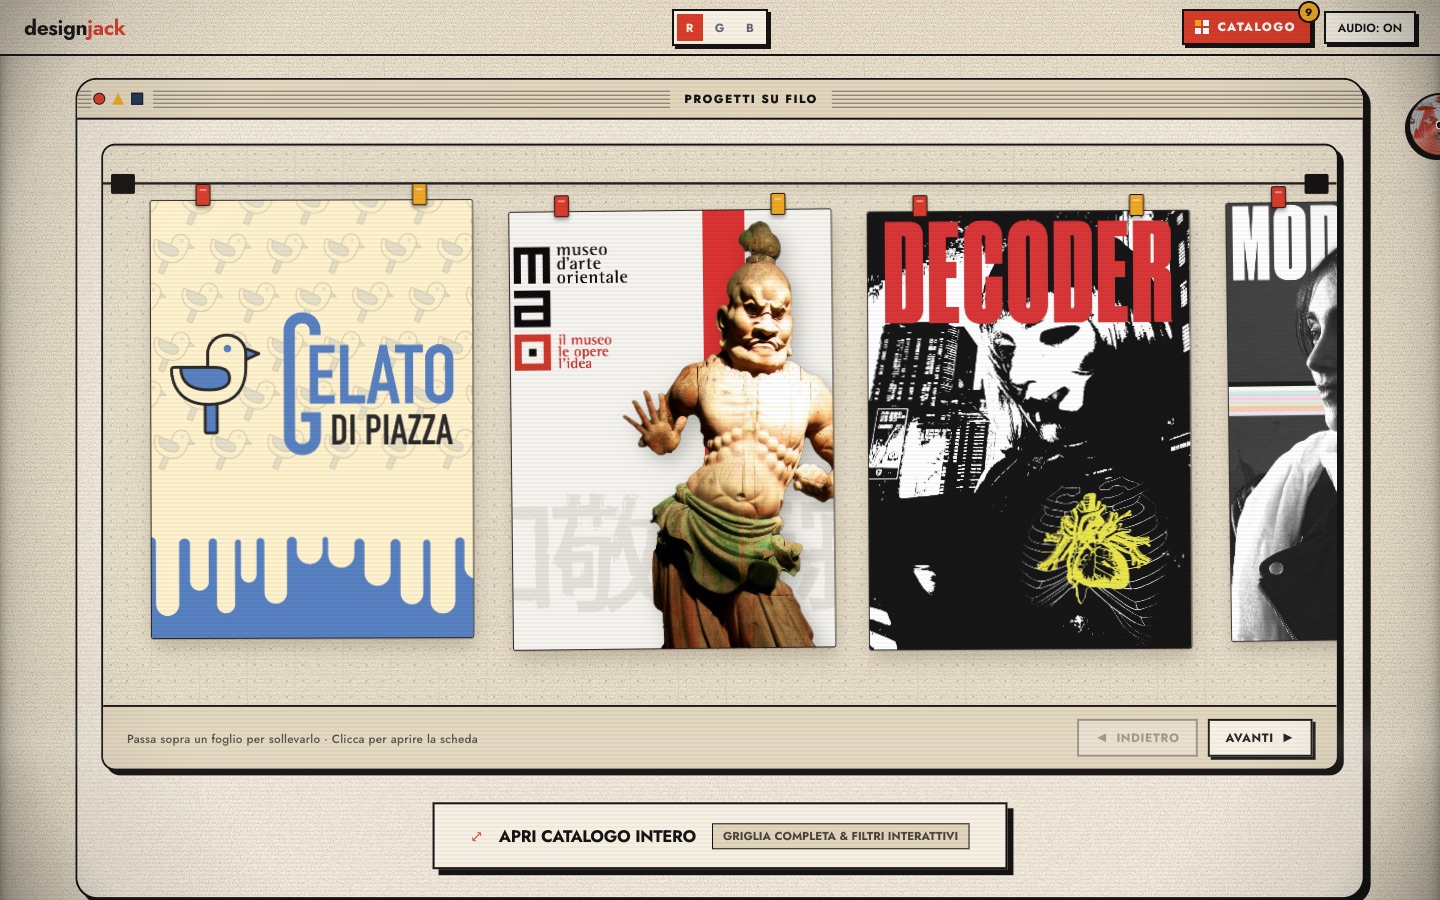 designjack
R G B
CATALOGO
9
AUDIO: ON
PROGETTI SU FILO
GELATO
DI PIAZZA
museo
d'arte
orientale
il museo
le opere
l'idea
DECODER
MOD
Passa sopra un foglio per sollevarlo · Clicca per aprire la scheda
◀ INDIETRO
AVANTI ▶
APRI CATALOGO INTERO
GRIGLIA COMPLETA & FILTRI INTERATTIVI